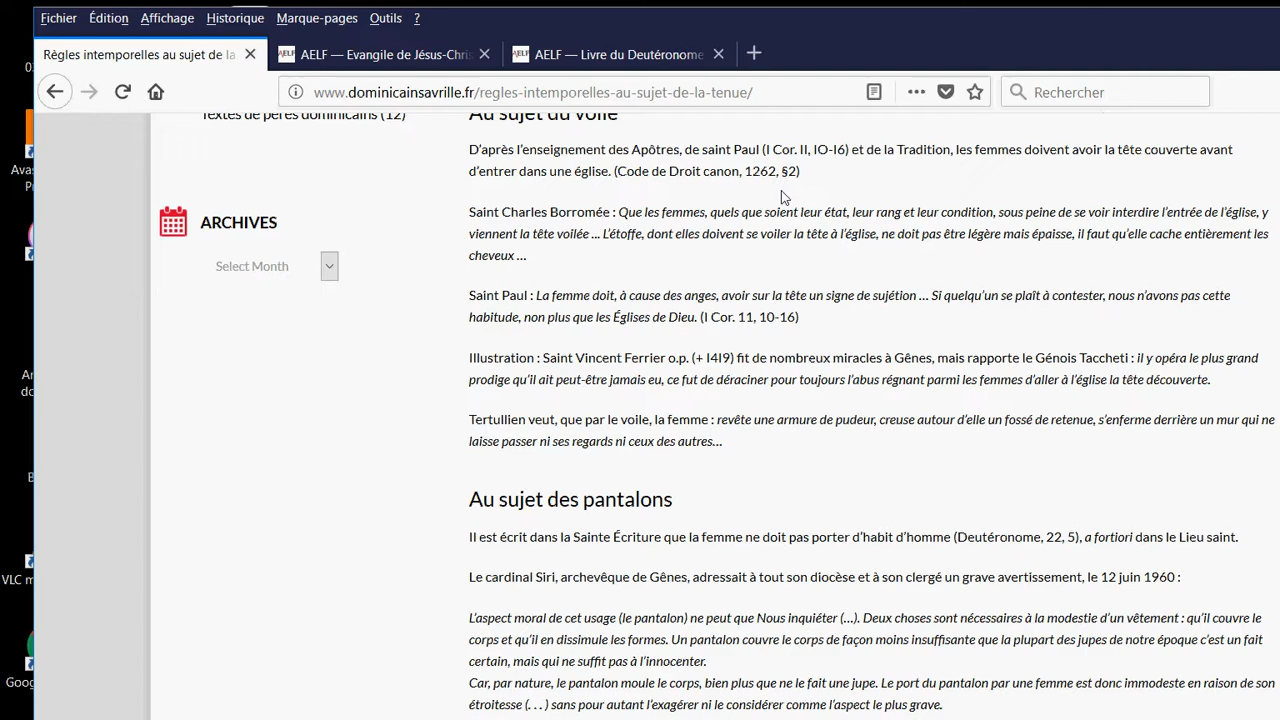 Fichier Édition Affichage Historique Marque-pages Outils ?
Règles intemporelles au sujet de la
AELF — Evangile de Jésus-Chris
AELF — Livre du Deutéronome
www.dominicainsavrille.fr/regles-intemporelles-au-sujet-de-la-tenue/
Rechercher
Textes de pères dominicains (12)
ARCHIVES
Select Month
Au sujet du voile
D'après l'enseignement des Apôtres, de saint Paul (I Cor. II, IO-I6) et de la Tradition, les femmes doivent avoir la tête couverte avant
d'entrer dans une église. (Code de Droit canon, 1262, §2)
Saint Charles Borromée : Que les femmes, quels que soient leur état, leur rang et leur condition, sous peine de se voir interdire l'entrée de l'église, y
viennent la tête voilée ... L'étoffe, dont elles doivent se voiler la tête à l'église, ne doit pas être légère mais épaisse, il faut qu'elle cache entièrement les
cheveux ...
Saint Paul : La femme doit, à cause des anges, avoir sur la tête un signe de sujétion ... Si quelqu'un se plaît à contester, nous n'avons pas cette
habitude, non plus que les Églises de Dieu. (I Cor. 11, 10-16)
Illustration : Saint Vincent Ferrier o.p. (+ I4I9) fit de nombreux miracles à Gênes, mais rapporte le Génois Taccheti : il y opéra le plus grand
prodige qu'il ait peut-être jamais eu, ce fut de déraciner pour toujours l'abus régnant parmi les femmes d'aller à l'église la tête découverte.
Tertullien veut, que par le voile, la femme : revête une armure de pudeur, creuse autour d'elle un fossé de retenue, s'enferme derrière un mur qui ne
laisse passer ni ses regards ni ceux des autres...
Au sujet des pantalons
Il est écrit dans la Sainte Écriture que la femme ne doit pas porter d'habit d'homme (Deutéronome, 22, 5), a fortiori dans le Lieu saint.
Le cardinal Siri, archevêque de Gênes, adressait à tout son diocèse et à son clergé un grave avertissement, le 12 juin 1960 :
L'aspect moral de cet usage (le pantalon) ne peut que Nous inquiéter (...). Deux choses sont nécessaires à la modestie d'un vêtement : qu'il couvre le
corps et qu'il en dissimule les formes. Un pantalon couvre le corps de façon moins insuffisante que la plupart des jupes de notre époque c'est un fait
certain, mais qui ne suffit pas à l'innocenter.
Car, par nature, le pantalon moule le corps, bien plus que ne le fait une jupe. Le port du pantalon par une femme est donc immodeste en raison de son
étroitesse (. . . ) sans pour autant l'exagérer ni le considérer comme l'aspect le plus grave.
Avas
VLC m
Goog